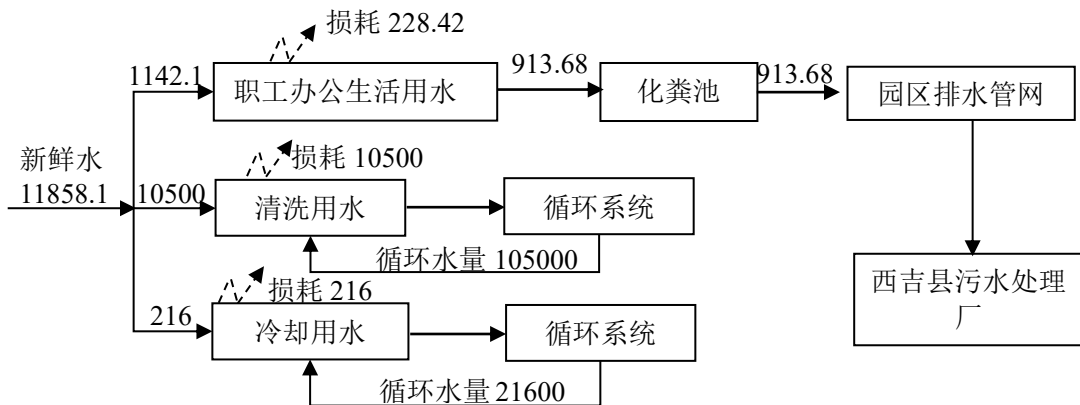 损耗 228.42
1142.1
职工办公生活用水
913.68
化粪池
913.68
园区排水管网
新鲜水
11858.1
损耗 10500
10500
清洗用水
循环系统
循环水量 105000
西吉县污水处理
厂
损耗 216
216
冷却用水
循环系统
循环水量 21600